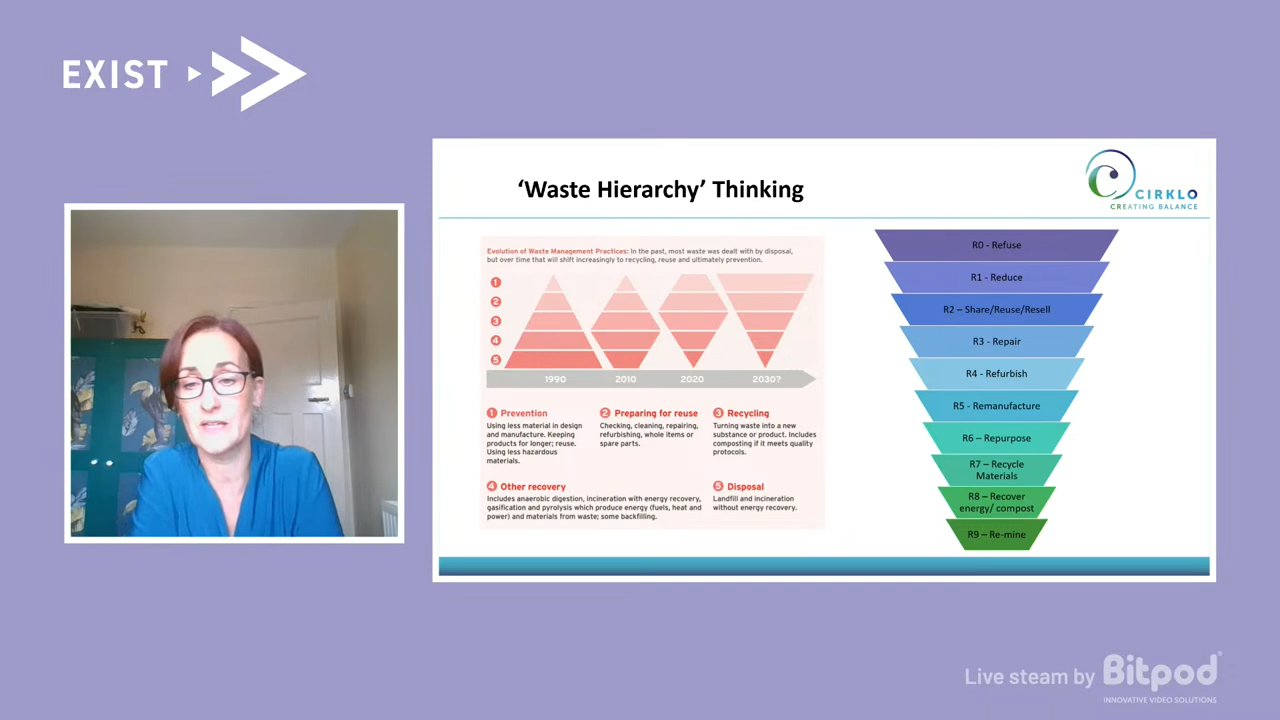 EXIST
‘Waste Hierarchy’ Thinking
CIRKLO
CREATING BALANCE
Evolution of Waste Management Practices: In the past, most waste was dealt with by disposal,
but over time that will shift increasingly to recycling, reuse and ultimately prevention.
1
2
3
4
5
1990
2010
2020
2030?
1 Prevention
Using less material in design
and manufacture. Keeping
products for longer; reuse.
Using less hazardous
materials.
2 Preparing for reuse
Checking, cleaning, repairing,
refurbishing, whole items or
spare parts.
3 Recycling
Turning waste into a new
substance or product. Includes
composting if it meets quality
protocols.
4 Other recovery
Includes anaerobic digestion, incineration with energy recovery,
gasification and pyrolysis which produce energy (fuels, heat and
power) and materials from waste; some backfilling.
5 Disposal
Landfill and incineration
without energy recovery.
R0 - Refuse
R1 - Reduce
R2 – Share/Reuse/Resell
R3 - Repair
R4 - Refurbish
R5 - Remanufacture
R6 – Repurpose
R7 – Recycle
Materials
R8 – Recover
energy/ compost
R9 – Re-mine
Live steam by Bitpod
INNOVATIVE VIDEO SOLUTIONS